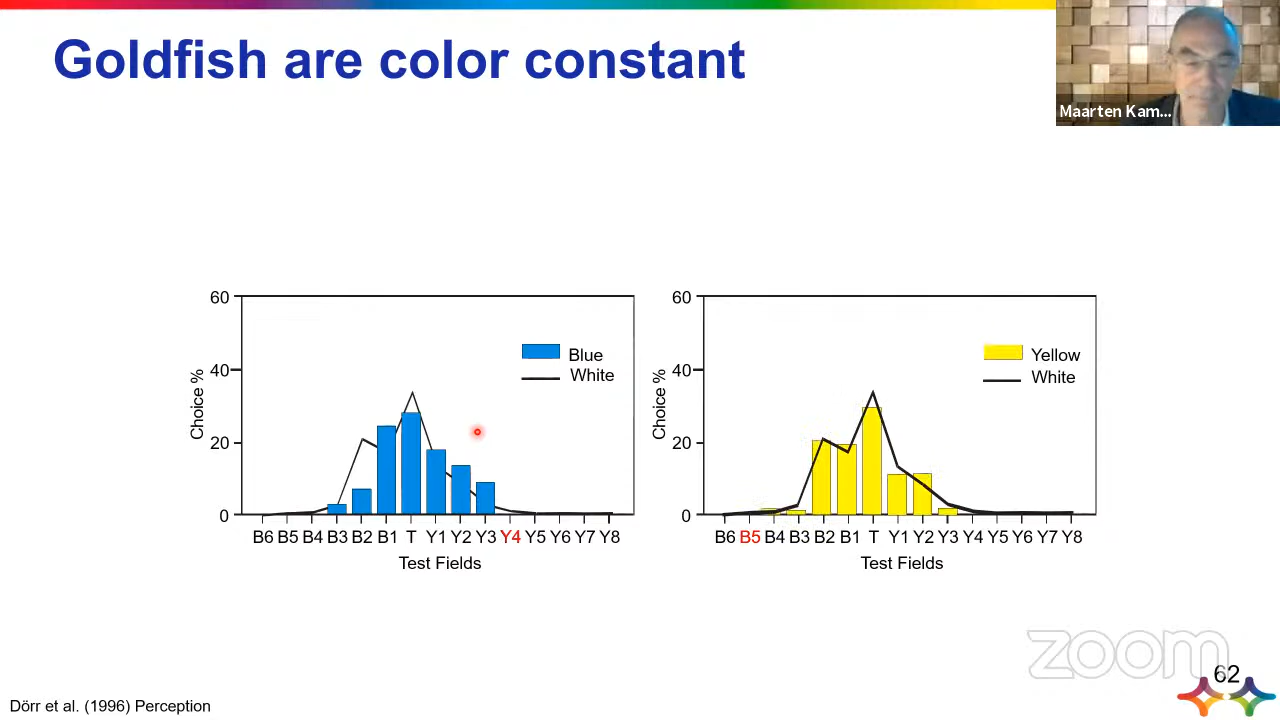 Goldfish are color constant
Maarten Kam...
60
40
20
0
Choice %
Blue
White
B6 B5 B4 B3 B2 B1 T Y1 Y2 Y3 Y4 Y5 Y6 Y7 Y8
Test Fields
60
40
20
0
Choice %
Yellow
White
B6 B5 B4 B3 B2 B1 T Y1 Y2 Y3 Y4 Y5 Y6 Y7 Y8
Test Fields
zoom
62
Dörr et al. (1996) Perception